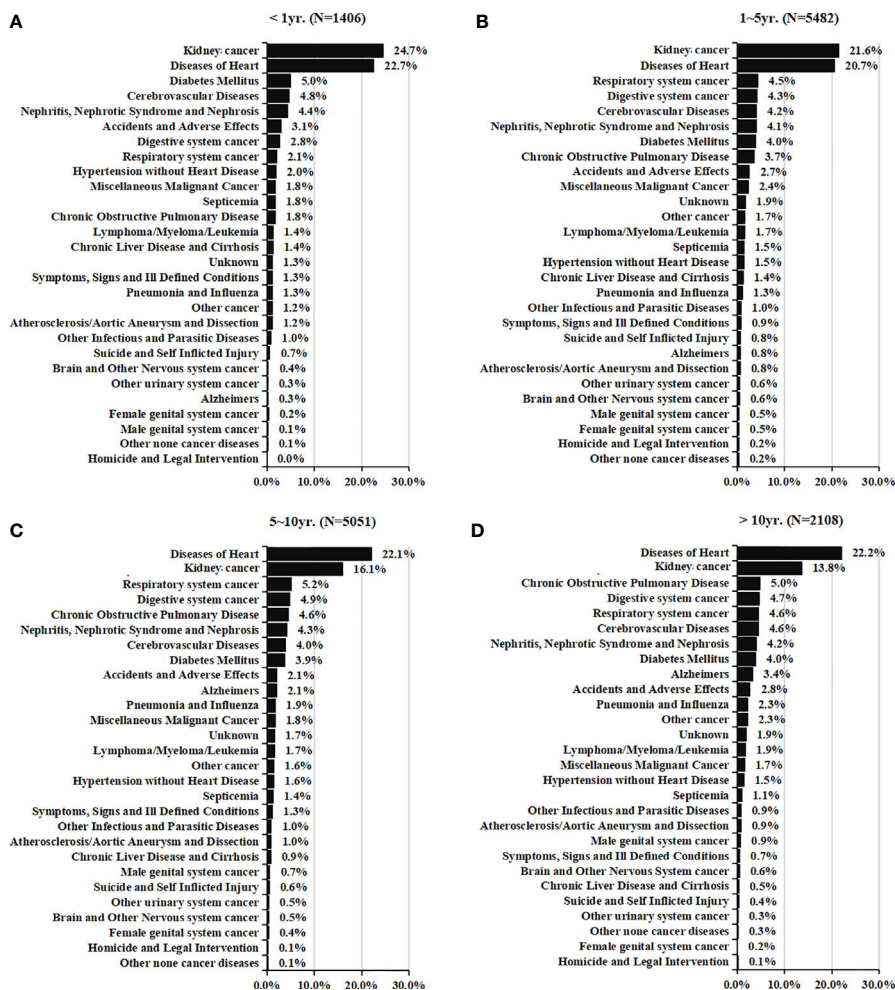 A
< 1yr. (N=1406)
Kidney cancer 24.7%
Diseases of Heart 22.7%
Diabetes Mellitus 5.0%
Cerebrovascular Diseases 4.8%
Nephritis, Nephrotic Syndrome and Nephrosis 4.4%
Accidents and Adverse Effects 3.1%
Digestive system cancer 2.8%
Respiratory system cancer 2.1%
Hypertension without Heart Disease 2.0%
Miscellaneous Malignant Cancer 1.8%
Septicemia 1.8%
Chronic Obstructive Pulmonary Disease 1.8%
Lymphoma/Myeloma/Leukemia 1.4%
Chronic Liver Disease and Cirrhosis 1.4%
Unknown 1.3%
Symptoms, Signs and Ill Defined Conditions 1.3%
Pneumonia and Influenza 1.3%
Other cancer 1.2%
Atherosclerosis/Aortic Aneurysm and Dissection 1.2%
Other Infectious and Parasitic Diseases 1.0%
Suicide and Self Inflicted Injury 0.7%
Brain and Other Nervous system cancer 0.4%
Other urinary system cancer 0.3%
Alzheimers 0.3%
Female genital system cancer 0.2%
Male genital system cancer 0.1%
Other none cancer diseases 0.1%
Homicide and Legal Intervention 0.0%
0.0% 10.0% 20.0% 30.0%
B
1~5yr. (N=5482)
Kidney cancer 21.6%
Diseases of Heart 20.7%
Respiratory system cancer 4.5%
Digestive system cancer 4.3%
Cerebrovascular Diseases 4.2%
Nephritis, Nephrotic Syndrome and Nephrosis 4.1%
Diabetes Mellitus 4.0%
Chronic Obstructive Pulmonary Disease 3.7%
Accidents and Adverse Effects 2.7%
Miscellaneous Malignant Cancer 2.4%
Unknown 1.9%
Other cancer 1.7%
Lymphoma/Myeloma/Leukemia 1.7%
Septicemia 1.5%
Hypertension without Heart Disease 1.5%
Chronic Liver Disease and Cirrhosis 1.4%
Pneumonia and Influenza 1.3%
Other Infectious and Parasitic Diseases 1.0%
Symptoms, Signs and Ill Defined Conditions 0.9%
Suicide and Self Inflicted Injury 0.8%
Alzheimers 0.8%
Atherosclerosis/Aortic Aneurysm and Dissection 0.8%
Other urinary system cancer 0.6%
Brain and Other Nervous system cancer 0.6%
Male genital system cancer 0.5%
Female genital system cancer 0.5%
Homicide and Legal Intervention 0.2%
Other none cancer diseases 0.2%
0.0% 10.0% 20.0% 30.0%
C
5~10yr. (N=5051)
Diseases of Heart 22.1%
Kidney cancer 16.1%
Respiratory system cancer 5.2%
Digestive system cancer 4.9%
Chronic Obstructive Pulmonary Disease 4.6%
Nephritis, Nephrotic Syndrome and Nephrosis 4.3%
Cerebrovascular Diseases 4.0%
Diabetes Mellitus 3.9%
Accidents and Adverse Effects 2.1%
Alzheimers 2.1%
Pneumonia and Influenza 1.9%
Miscellaneous Malignant Cancer 1.8%
Unknown 1.7%
Lymphoma/Myeloma/Leukemia 1.7%
Other cancer 1.6%
Hypertension without Heart Disease 1.6%
Septicemia 1.4%
Symptoms, Signs and Ill Defined Conditions 1.3%
Other Infectious and Parasitic Diseases 1.0%
Atherosclerosis/Aortic Aneurysm and Dissection 1.0%
Chronic Liver Disease and Cirrhosis 0.9%
Male genital system cancer 0.7%
Suicide and Self Inflicted Injury 0.6%
Other urinary system cancer 0.5%
Brain and Other Nervous system cancer 0.5%
Female genital system cancer 0.4%
Homicide and Legal Intervention 0.1%
Other none cancer diseases 0.1%
0.0% 10.0% 20.0% 30.0%
D
> 10yr. (N=2108)
Diseases of Heart 22.2%
Kidney cancer 13.8%
Chronic Obstructive Pulmonary Disease 5.0%
Digestive system cancer 4.7%
Respiratory system cancer 4.6%
Cerebrovascular Diseases 4.6%
Nephritis, Nephrotic Syndrome and Nephrosis 4.2%
Diabetes Mellitus 4.0%
Alzheimers 3.4%
Accidents and Adverse Effects 2.8%
Pneumonia and Influenza 2.3%
Other cancer 2.3%
Unknown 1.9%
Lymphoma/Myeloma/Leukemia 1.9%
Miscellaneous Malignant Cancer 1.7%
Hypertension without Heart Disease 1.5%
Septicemia 1.1%
Other Infectious and Parasitic Diseases 0.9%
Atherosclerosis/Aortic Aneurysm and Dissection 0.9%
Male genital system cancer 0.9%
Symptoms, Signs and Ill Defined Conditions 0.7%
Brain and Other Nervous System cancer 0.6%
Chronic Liver Disease and Cirrhosis 0.5%
Suicide and Self Inflicted Injury 0.4%
Other urinary system cancer 0.3%
Other none cancer diseases 0.3%
Female genital system cancer 0.2%
Homicide and Legal Intervention 0.1%
0.0% 10.0% 20.0% 30.0%